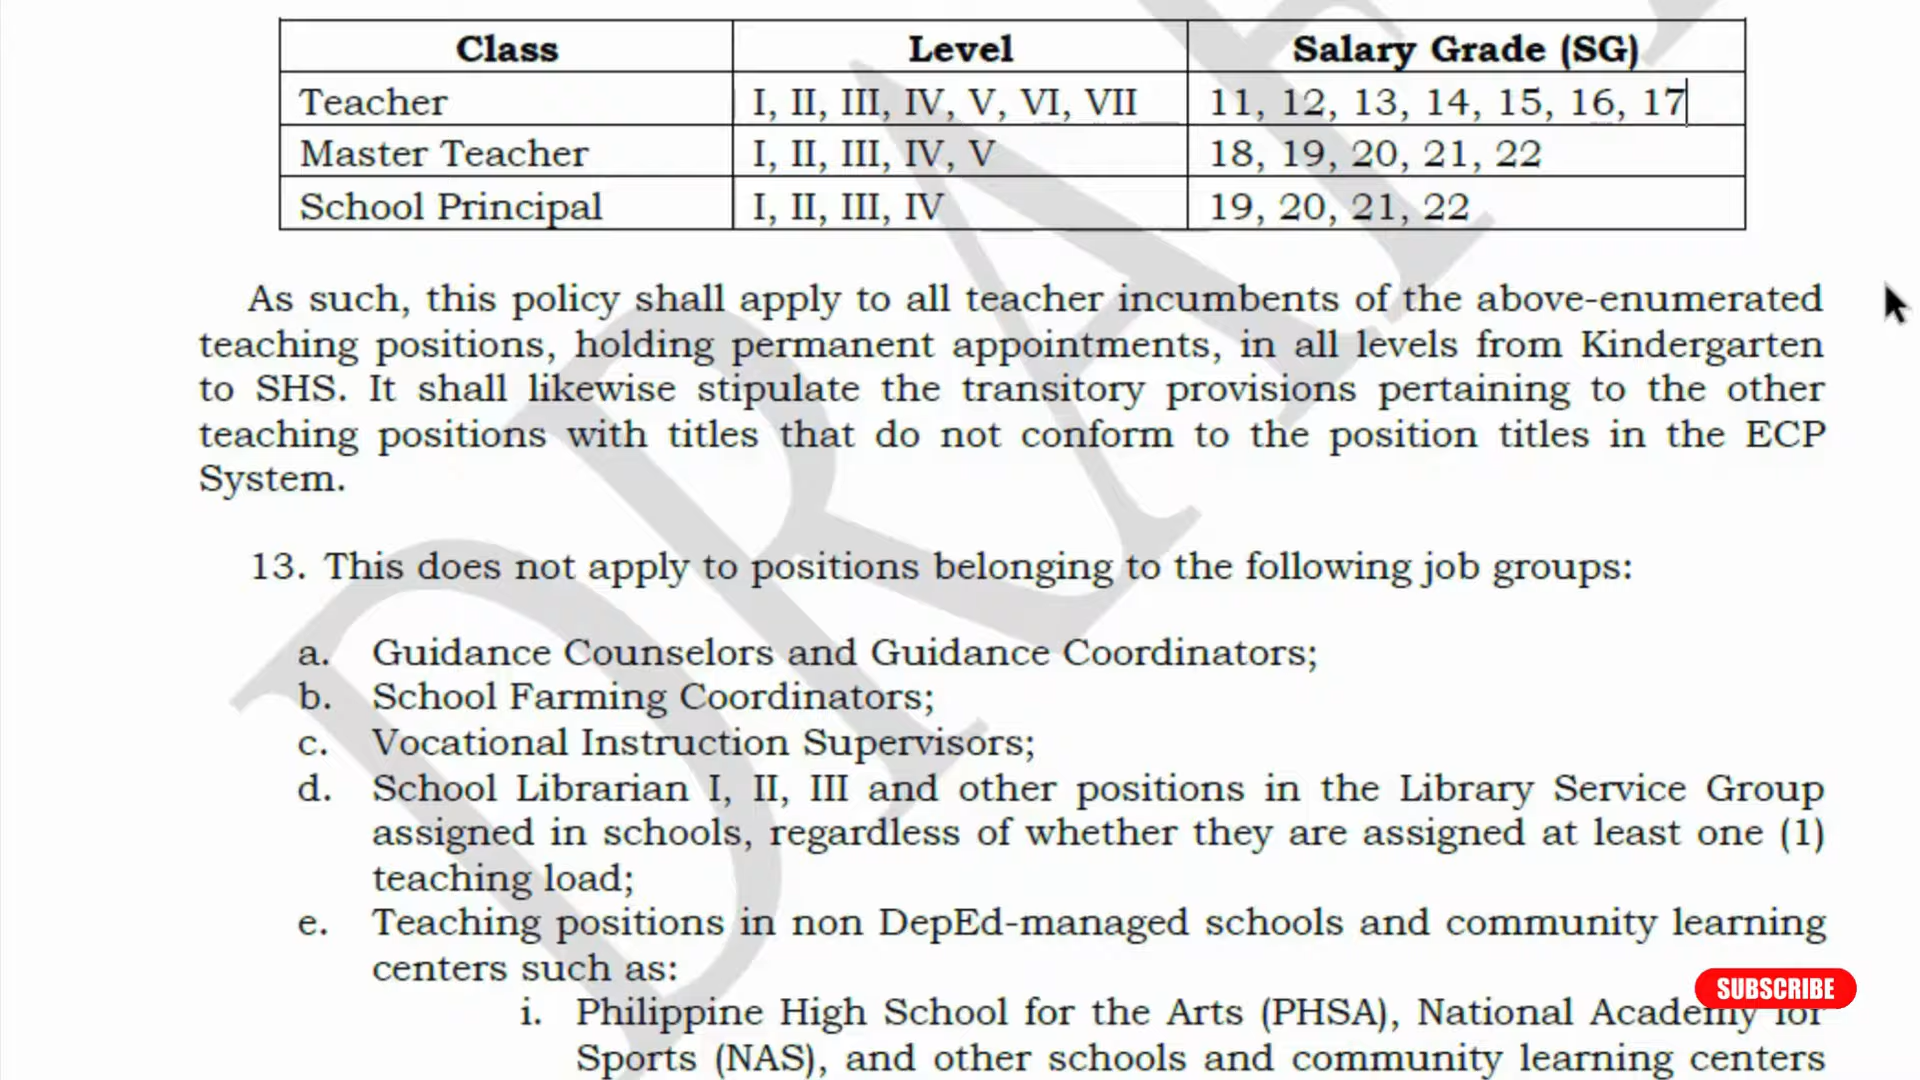 Class Level Salary Grade (SG)
Teacher I, II, III, IV, V, VI, VII 11, 12, 13, 14, 15, 16, 17
Master Teacher I, II, III, IV, V 18, 19, 20, 21, 22
School Principal I, II, III, IV 19, 20, 21, 22
As such, this policy shall apply to all teacher incumbents of the above-enumerated
teaching positions, holding permanent appointments, in all levels from Kindergarten
to SHS. It shall likewise stipulate the transitory provisions pertaining to the other
teaching positions with titles that do not conform to the position titles in the ECP
System.
13. This does not apply to positions belonging to the following job groups:
a. Guidance Counselors and Guidance Coordinators;
b. School Farming Coordinators;
c. Vocational Instruction Supervisors;
d. School Librarian I, II, III and other positions in the Library Service Group
assigned in schools, regardless of whether they are assigned at least one (1)
teaching load;
e. Teaching positions in non DepEd-managed schools and community learning
centers such as:
i. Philippine High School for the Arts (PHSA), National Academy for
Sports (NAS), and other schools and community learning centers
SUBSCRIBE
DRAF